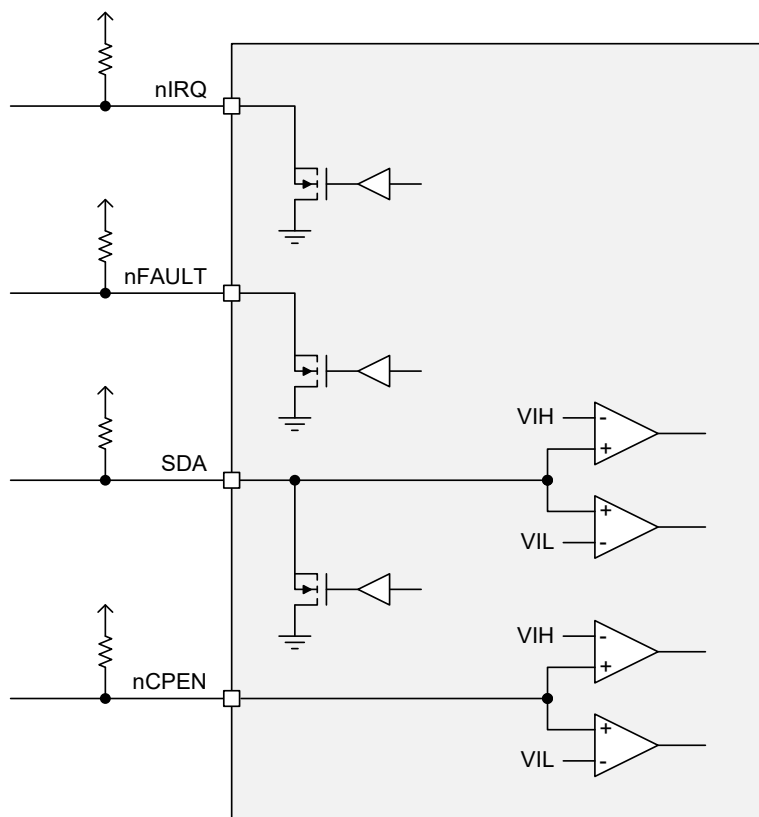 nIRQ
nFAULT
VIH
-
SDA
+
+
VIL
-
VIH
-
nCPEN
+
+
VIL
-